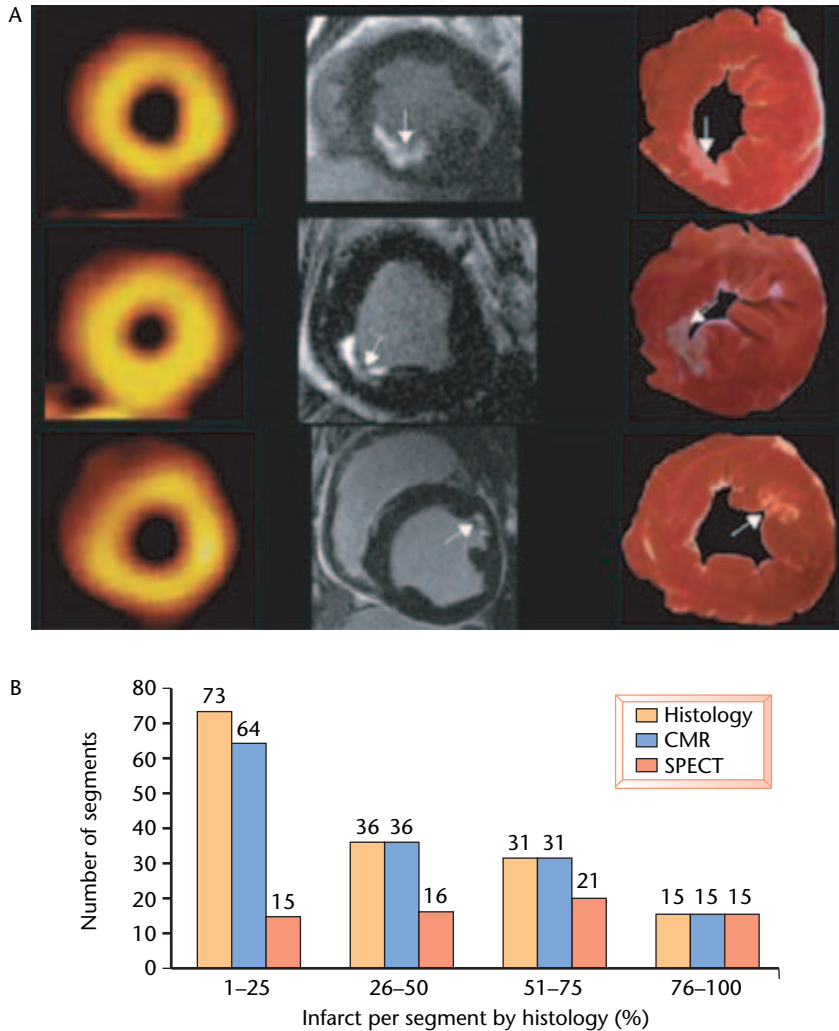 A
B
80
70
60
50
40
30
20
10
0
Number of segments
73
64
15
36 36
16
31 31
21
15 15 15
Histology
CMR
SPECT
1–25
26–50
51–75
76–100
Infarct per segment by histology (%)